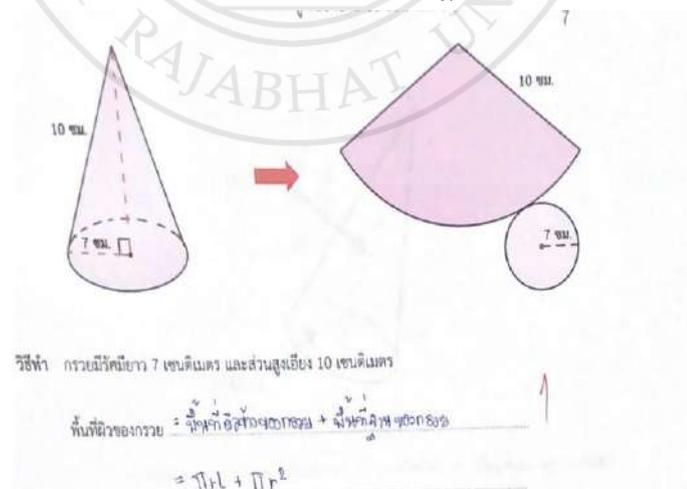 7
RAJABHAT UN
10 ซม.
10 ซม.
7 ซม.
7 ซม.
วิธีทำ กรวยมีรัศมียาว 7 เซนติเมตร และส่วนสูงเอียง 10 เซนติเมตร
1
พื้นที่ผิวของกรวย = พื้นที่ผิวข้างของกรวย + พื้นที่ฐานของกรวย
= πrl + πr²